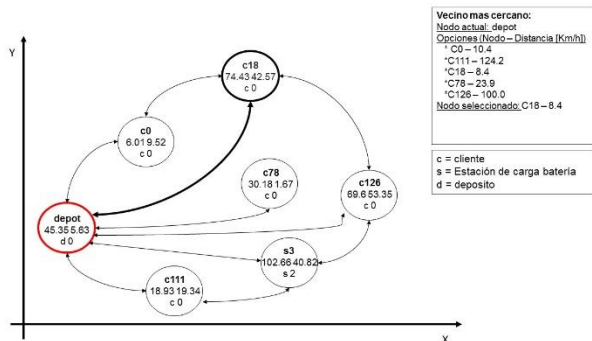 Y
c18
74.43 42.57
c 0
c0
6.01 9.52
c 0
c78
30.18 1.67
c 0
c126
69.6 53.35
c 0
depot
45.35 5.63
d 0
s3
102.66 40.82
s 2
c111
18.93 19.34
c 0
X
Vecino mas cercano:
Nodo actual: depot
Opciones (Nodo – Distancia [Km/h])
* C0 – 10.4
*C111 – 124.2
*C18 – 8.4
*C78 – 23.9
*C126 – 100.0
Nodo seleccionado: C18 – 8.4
c = cliente
s = Estación de carga batería
d = deposito